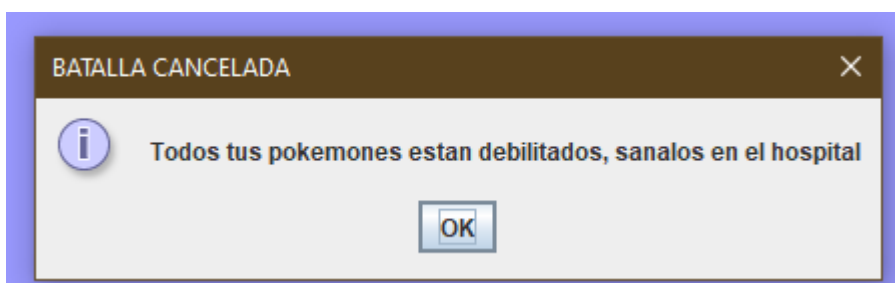 BATALLA CANCELADA
Todos tus pokemones estan debilitados, sanalos en el hospital
OK